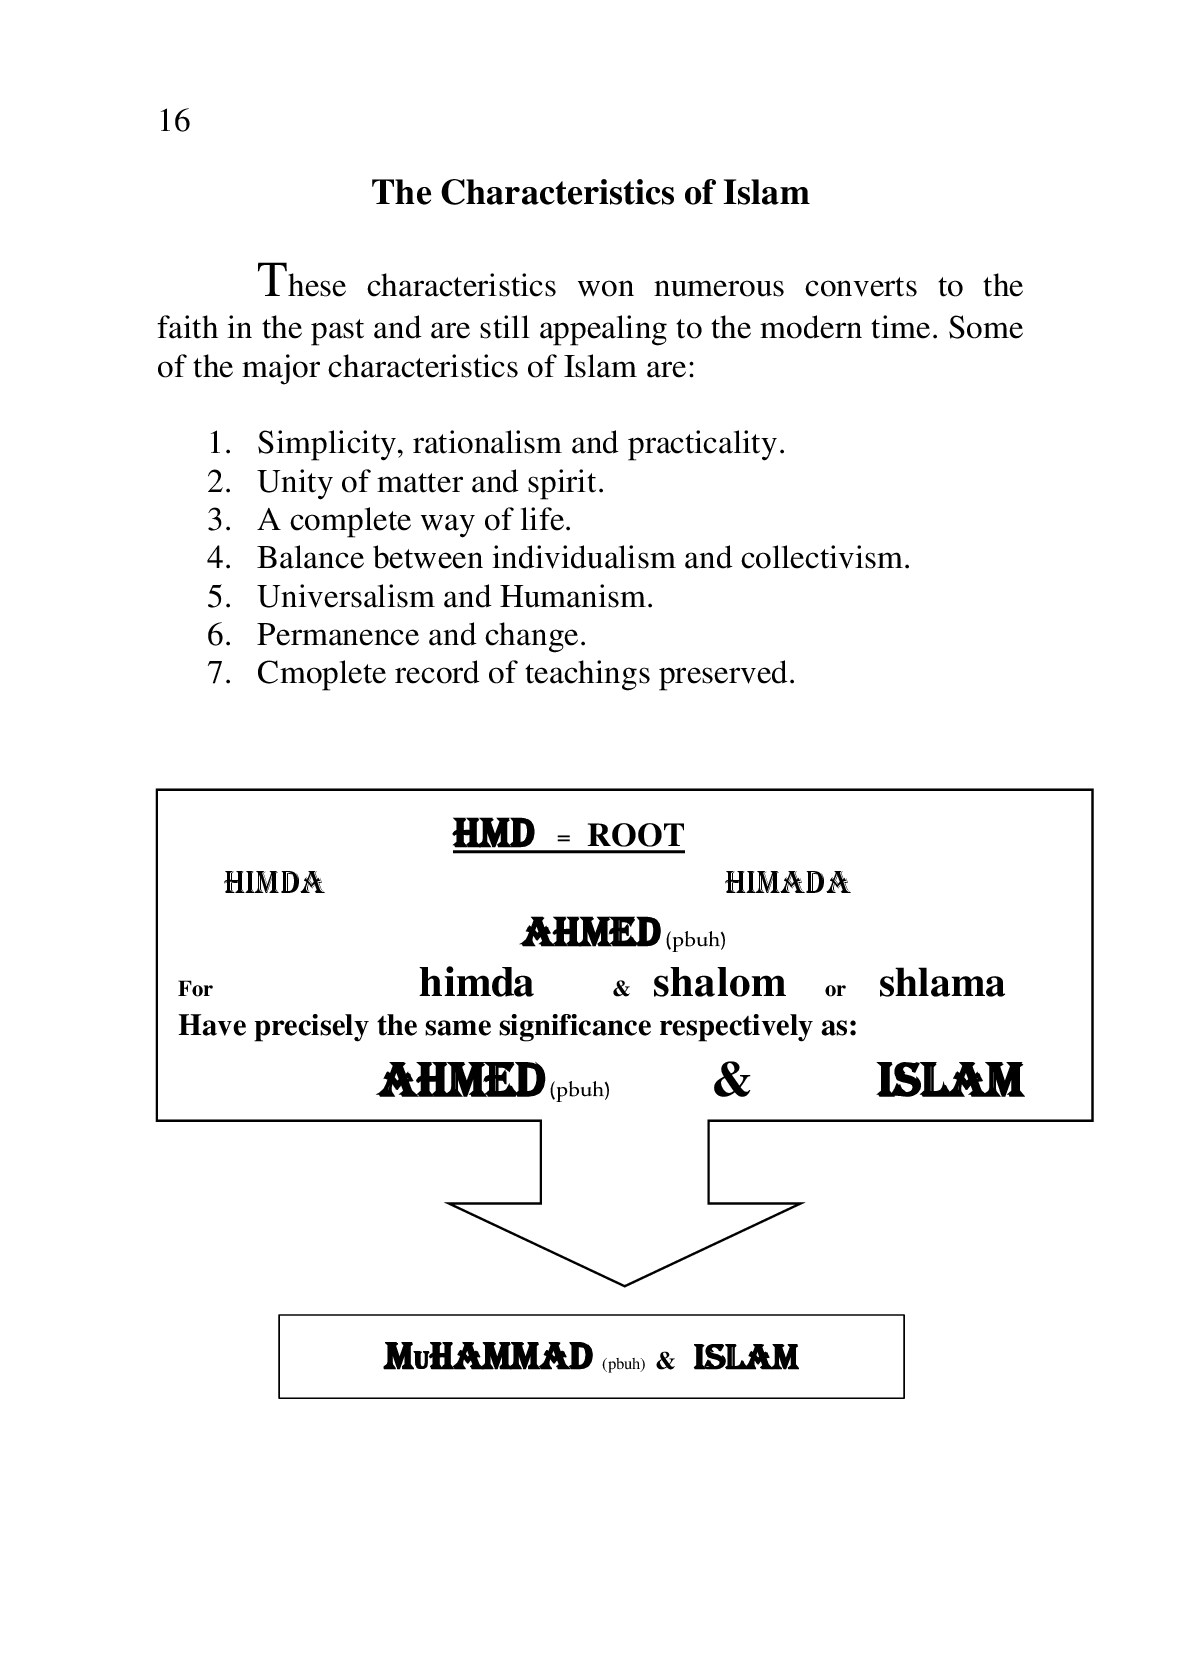 16
The Characteristics of Islam
These characteristics won numerous converts to the
faith in the past and are still appealing to the modern time. Some
of the major characteristics of Islam are:
1. Simplicity, rationalism and practicality.
2. Unity of matter and spirit.
3. A complete way of life.
4. Balance between individualism and collectivism.
5. Universalism and Humanism.
6. Permanence and change.
7. Cmoplete record of teachings preserved.
HMD = ROOT
HIMDA HIMADA
AHMED (pbuh)
For himda & shalom or shlama
Have precisely the same significance respectively as:
AHMED (pbuh) & ISLAM
MuHAMMAD (pbuh) & ISLAM